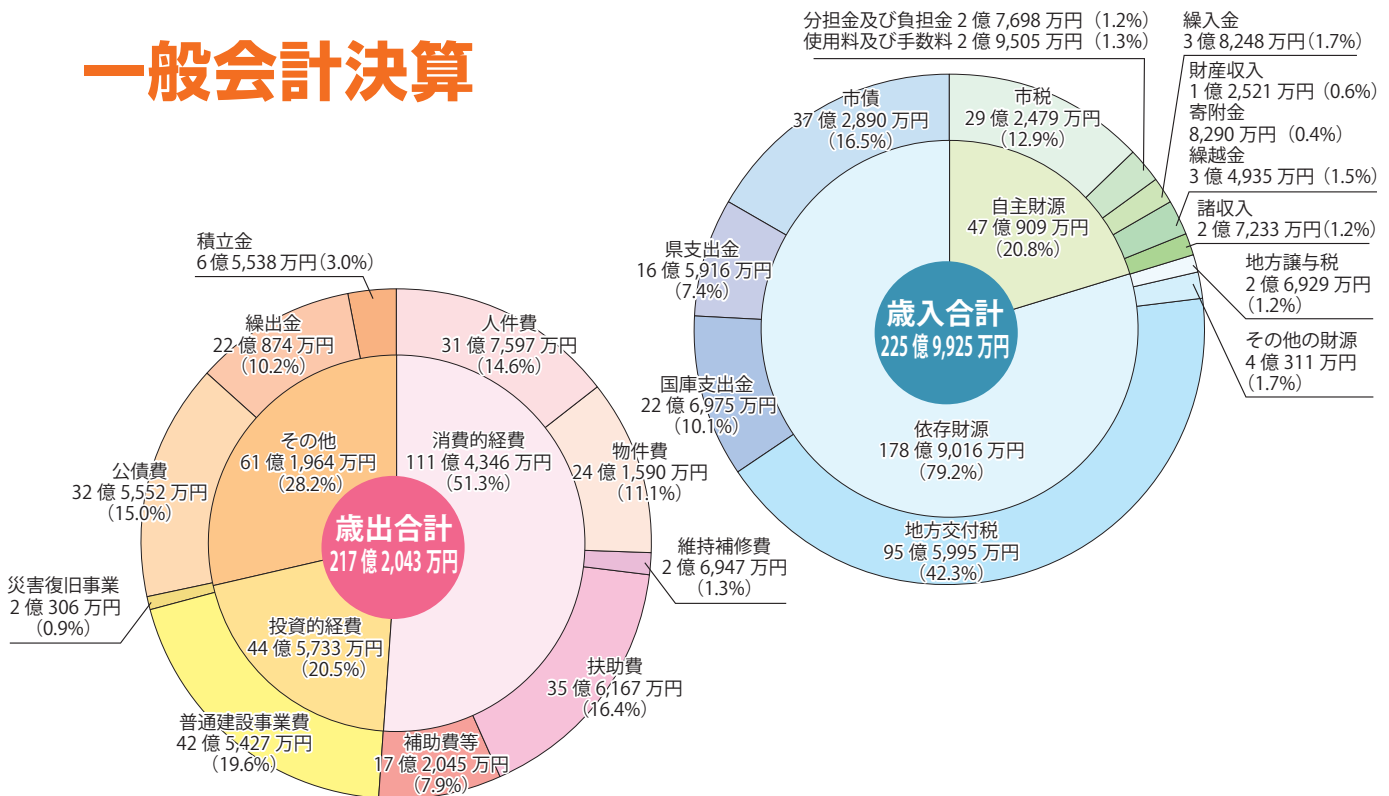 一般会計決算
分担金及び負担金 2 億 7,698 万円（1.2%）
使用料及び手数料 2 億 9,505 万円（1.3%）
繰入金
3 億 8,248 万円(1.7%)
財産収入
1 億 2,521 万円（0.6%）
寄附金
8,290 万円（0.4%）
繰越金
3 億 4,935 万円（1.5%）
諸収入
2 億 7,233 万円(1.2%)
地方譲与税
2 億 6,929 万円
（1.2%）
その他の財源
4 億 311 万円
（1.7%）
市債
37 億 2,890 万円
（16.5%）
市税
29 億 2,479 万円
（12.9%）
自主財源
47 億 909 万円
（20.8%）
県支出金
16 億 5,916 万円
（7.4%）
歳入合計
225 億 9,925 万円
国庫支出金
22 億 6,975 万円
（10.1%）
依存財源
178 億 9,016 万円
（79.2%）
地方交付税
95 億 5,995 万円
（42.3%）
積立金
6 億 5,538 万円(3.0%)
繰出金
22 億 874 万円
（10.2%）
人件費
31 億 7,597 万円
（14.6%）
その他
61 億 1,964 万円
（28.2%）
消費的経費
111 億 4,346 万円
（51.3%）
物件費
24 億 1,590 万円
（11.1%）
公債費
32 億 5,552 万円
（15.0%）
歳出合計
217 億 2,043 万円
維持補修費
2 億 6,947 万円
（1.3%）
災害復旧事業
2 億 306 万円
（0.9%）
投資的経費
44 億 5,733 万円
（20.5%）
扶助費
35 億 6,167 万円
（16.4%）
普通建設事業費
42 億 5,427 万円
（19.6%）
補助費等
17 億 2,045 万円
（7.9%）